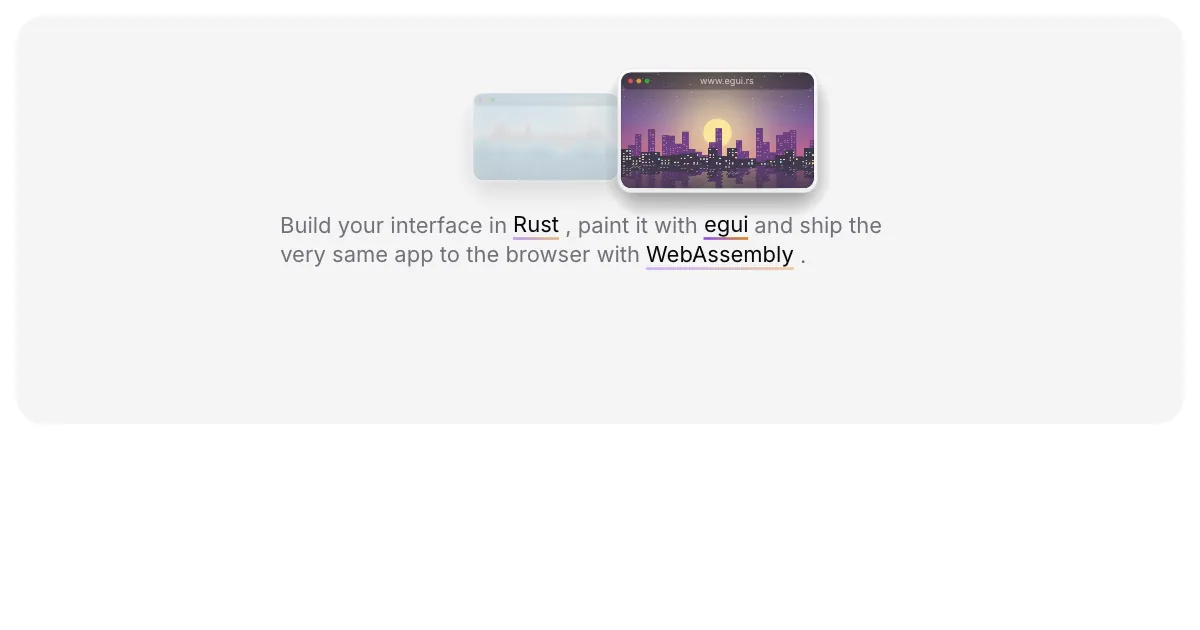 www.egui.rs
Build your interface in Rust , paint it with egui and ship the
very same app to the browser with WebAssembly .